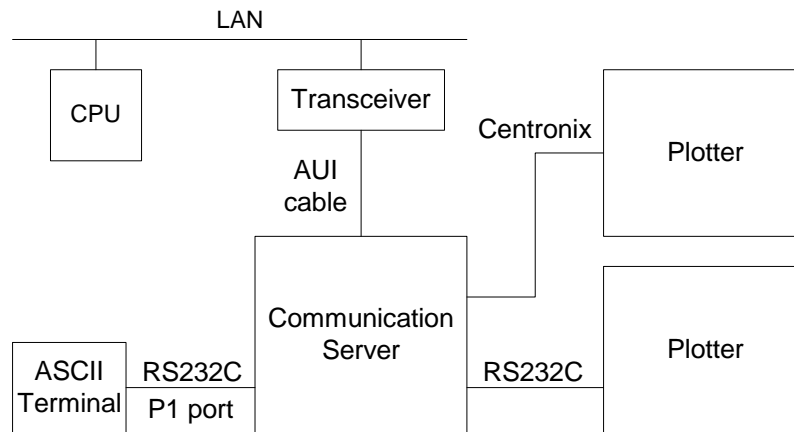 LAN
CPU
Transceiver
Centronix
Plotter
AUI
cable
Communication
Server
ASCII
Terminal
RS232C
P1 port
RS232C
Plotter